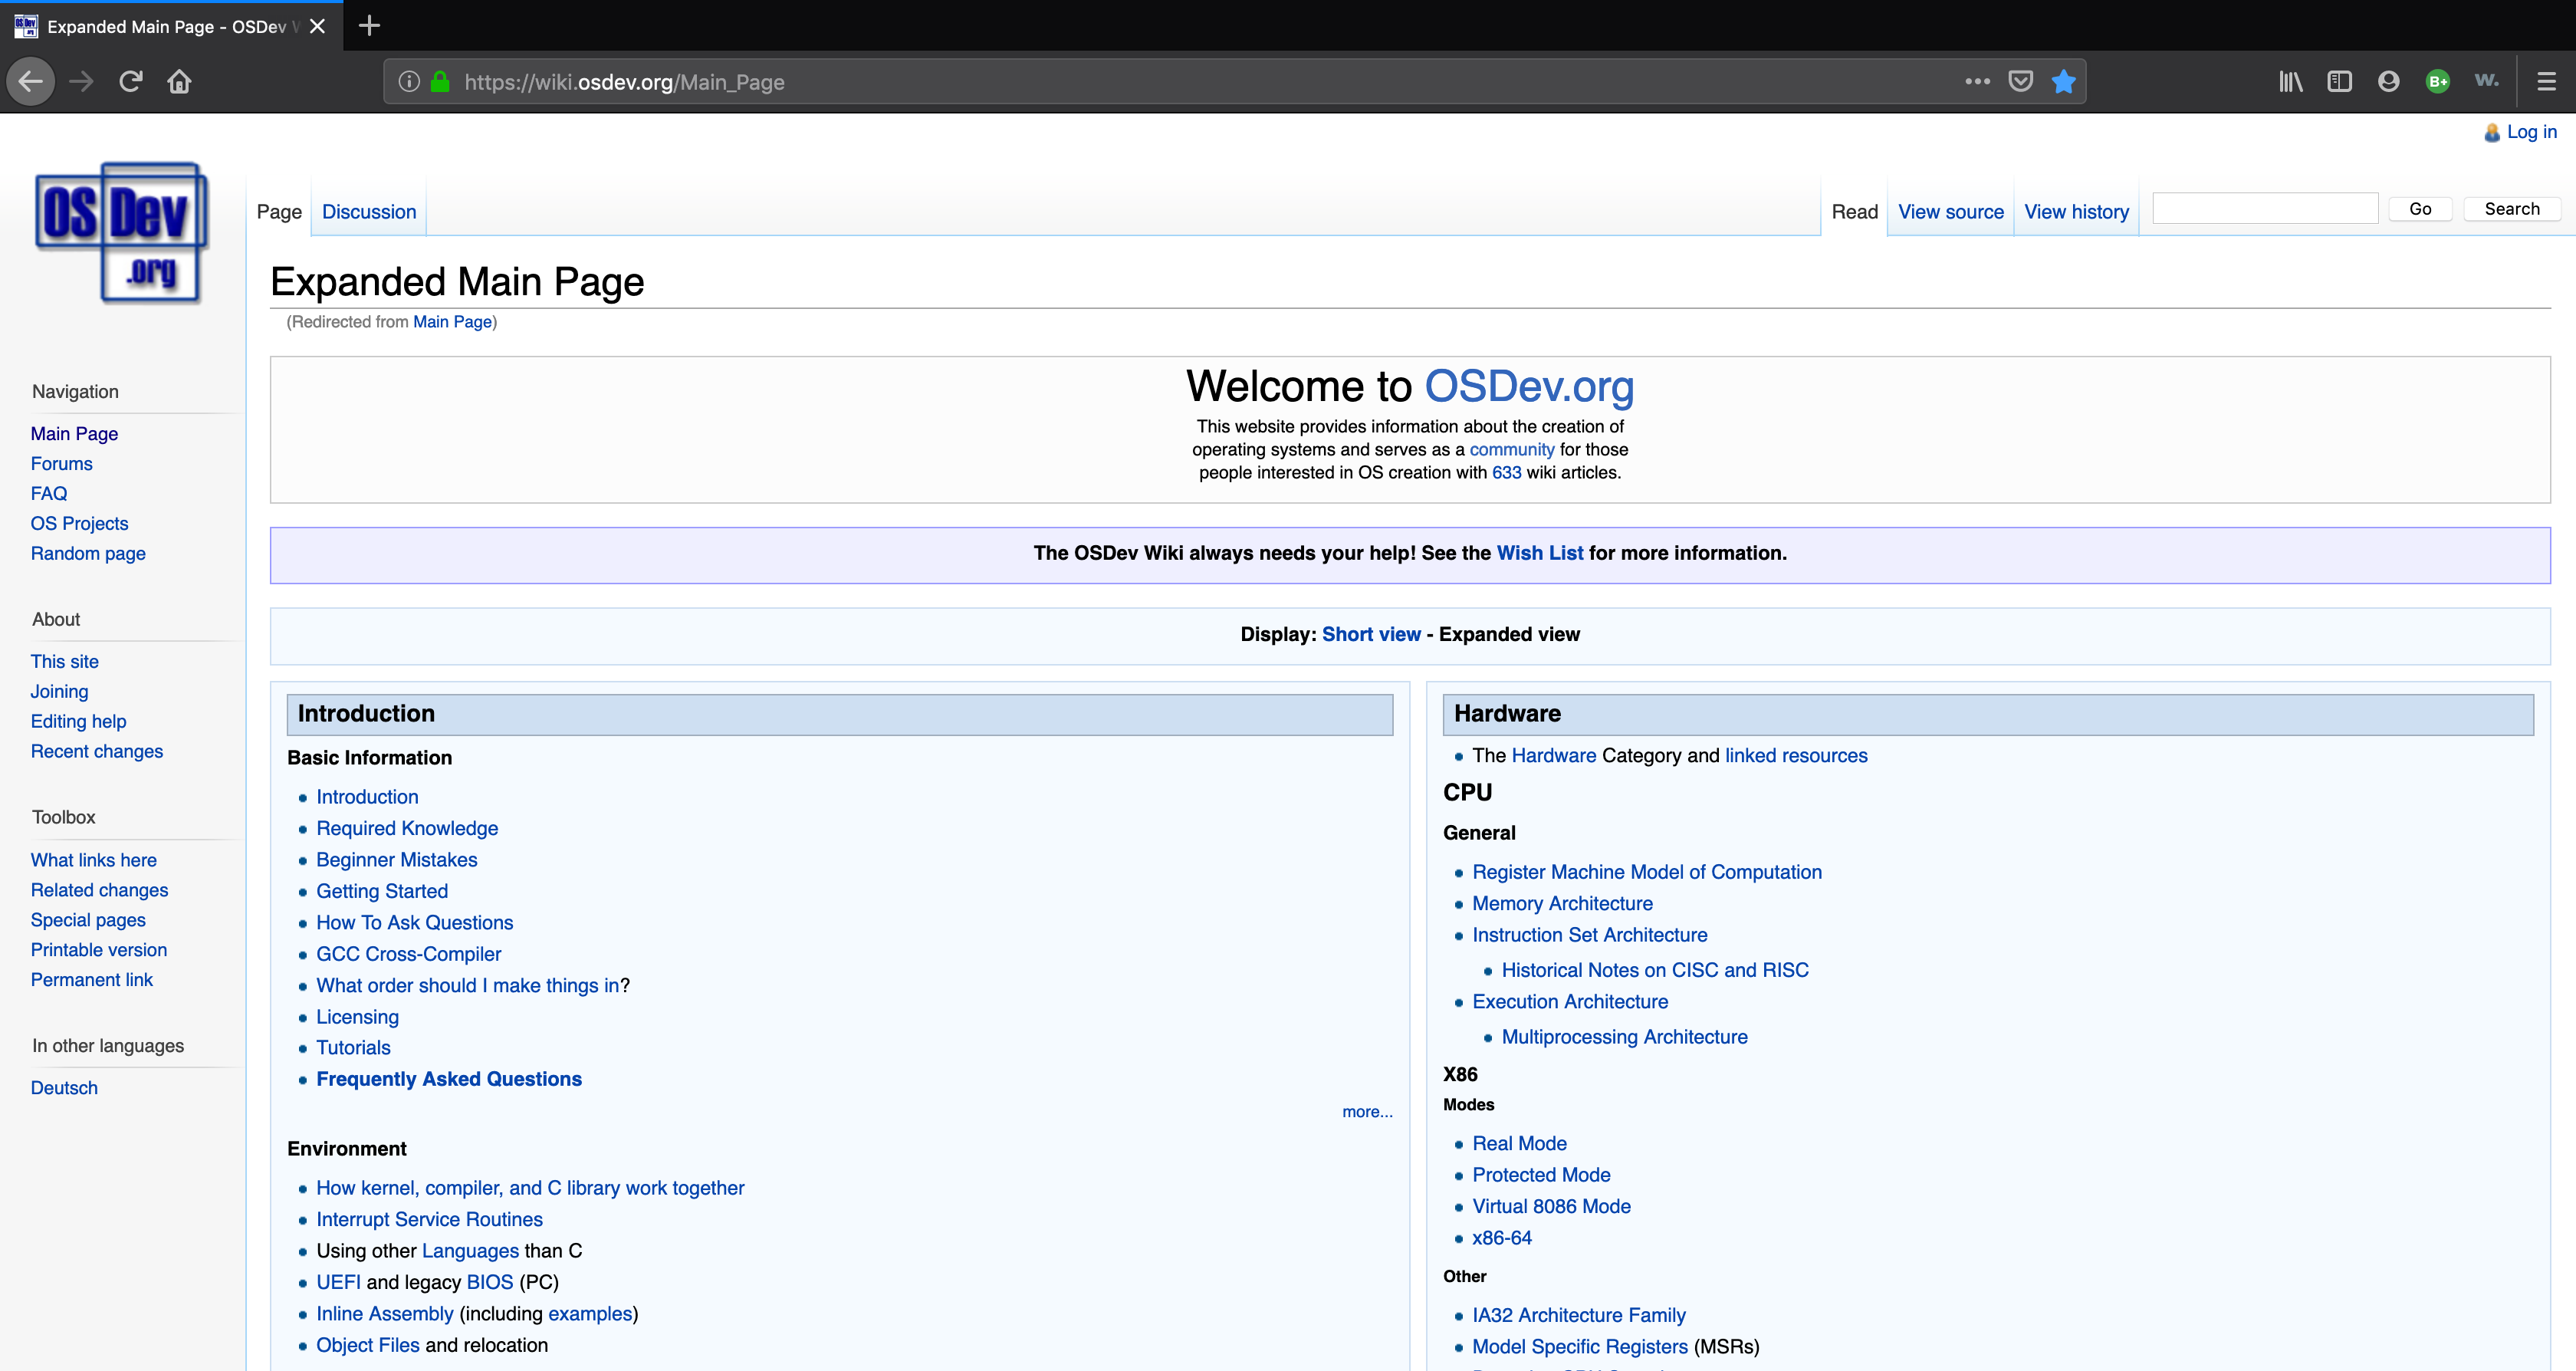 Expanded Main Page - OSDev W
https://wiki.osdev.org/Main_Page
B+
w.
Log in
OS Dev
.org
Page
Discussion
Read
View source
View history
Go
Search
Expanded Main Page
(Redirected from Main Page)
Navigation
Main Page
Forums
FAQ
OS Projects
Random page
About
This site
Joining
Editing help
Recent changes
Toolbox
What links here
Related changes
Special pages
Printable version
Permanent link
In other languages
Deutsch
Welcome to OSDev.org
This website provides information about the creation of
operating systems and serves as a community for those
people interested in OS creation with 633 wiki articles.
The OSDev Wiki always needs your help! See the Wish List for more information.
Display: Short view - Expanded view
Introduction
Basic Information
Introduction
Required Knowledge
Beginner Mistakes
Getting Started
How To Ask Questions
GCC Cross-Compiler
What order should I make things in?
Licensing
Tutorials
Frequently Asked Questions
more...
Environment
How kernel, compiler, and C library work together
Interrupt Service Routines
Using other Languages than C
UEFI and legacy BIOS (PC)
Inline Assembly (including examples)
Object Files and relocation
Hardware
The Hardware Category and linked resources
CPU
General
Register Machine Model of Computation
Memory Architecture
Instruction Set Architecture
Historical Notes on CISC and RISC
Execution Architecture
Multiprocessing Architecture
X86
Modes
Real Mode
Protected Mode
Virtual 8086 Mode
x86-64
Other
IA32 Architecture Family
Model Specific Registers (MSRs)